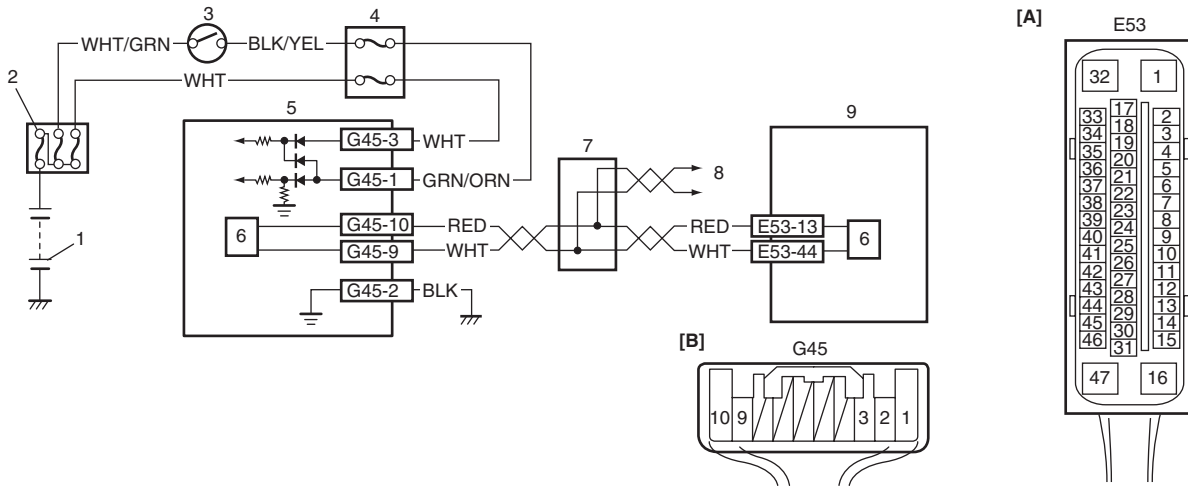 [A]
E53
3
4
WHT/GRN
BLK/YEL
2
WHT
5
9
G45-3
WHT
7
8
G45-1
GRN/ORN
6
G45-10
RED
RED
E53-13
6
G45-9
WHT
WHT
E53-44
1
G45-2
BLK
[B]
G45
10
9
3
2
1
32
1
17
18
19
20
21
22
23
24
25
26
27
28
29
30
31
33
34
35
36
37
38
39
40
41
42
43
44
45
46
2
3
4
5
6
7
8
9
10
11
12
13
14
15
47
16